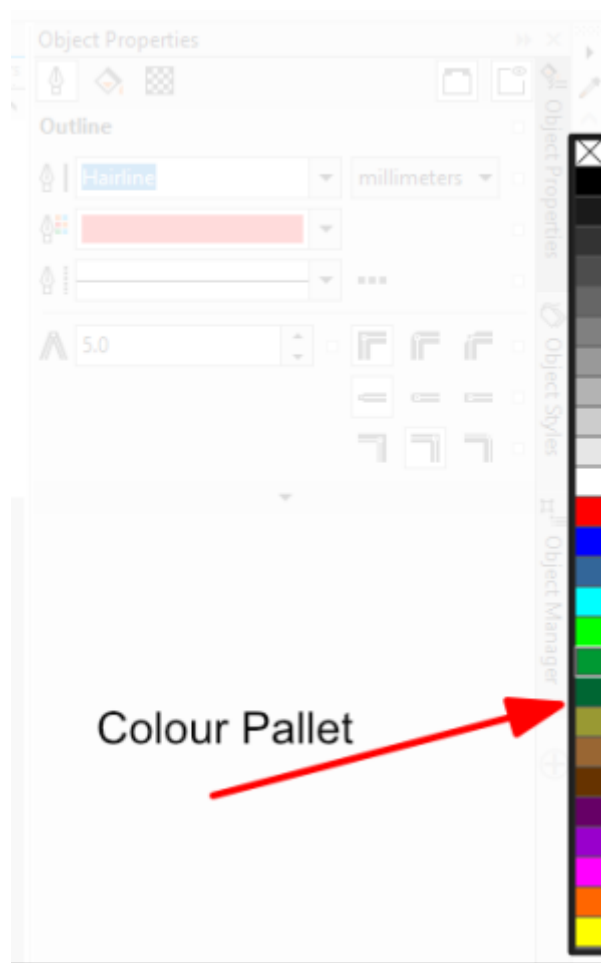 Object Properties
Outline
Hairline
millimeters
5.0
Object Properties
Object Styles
Object Manager
Colour Pallet